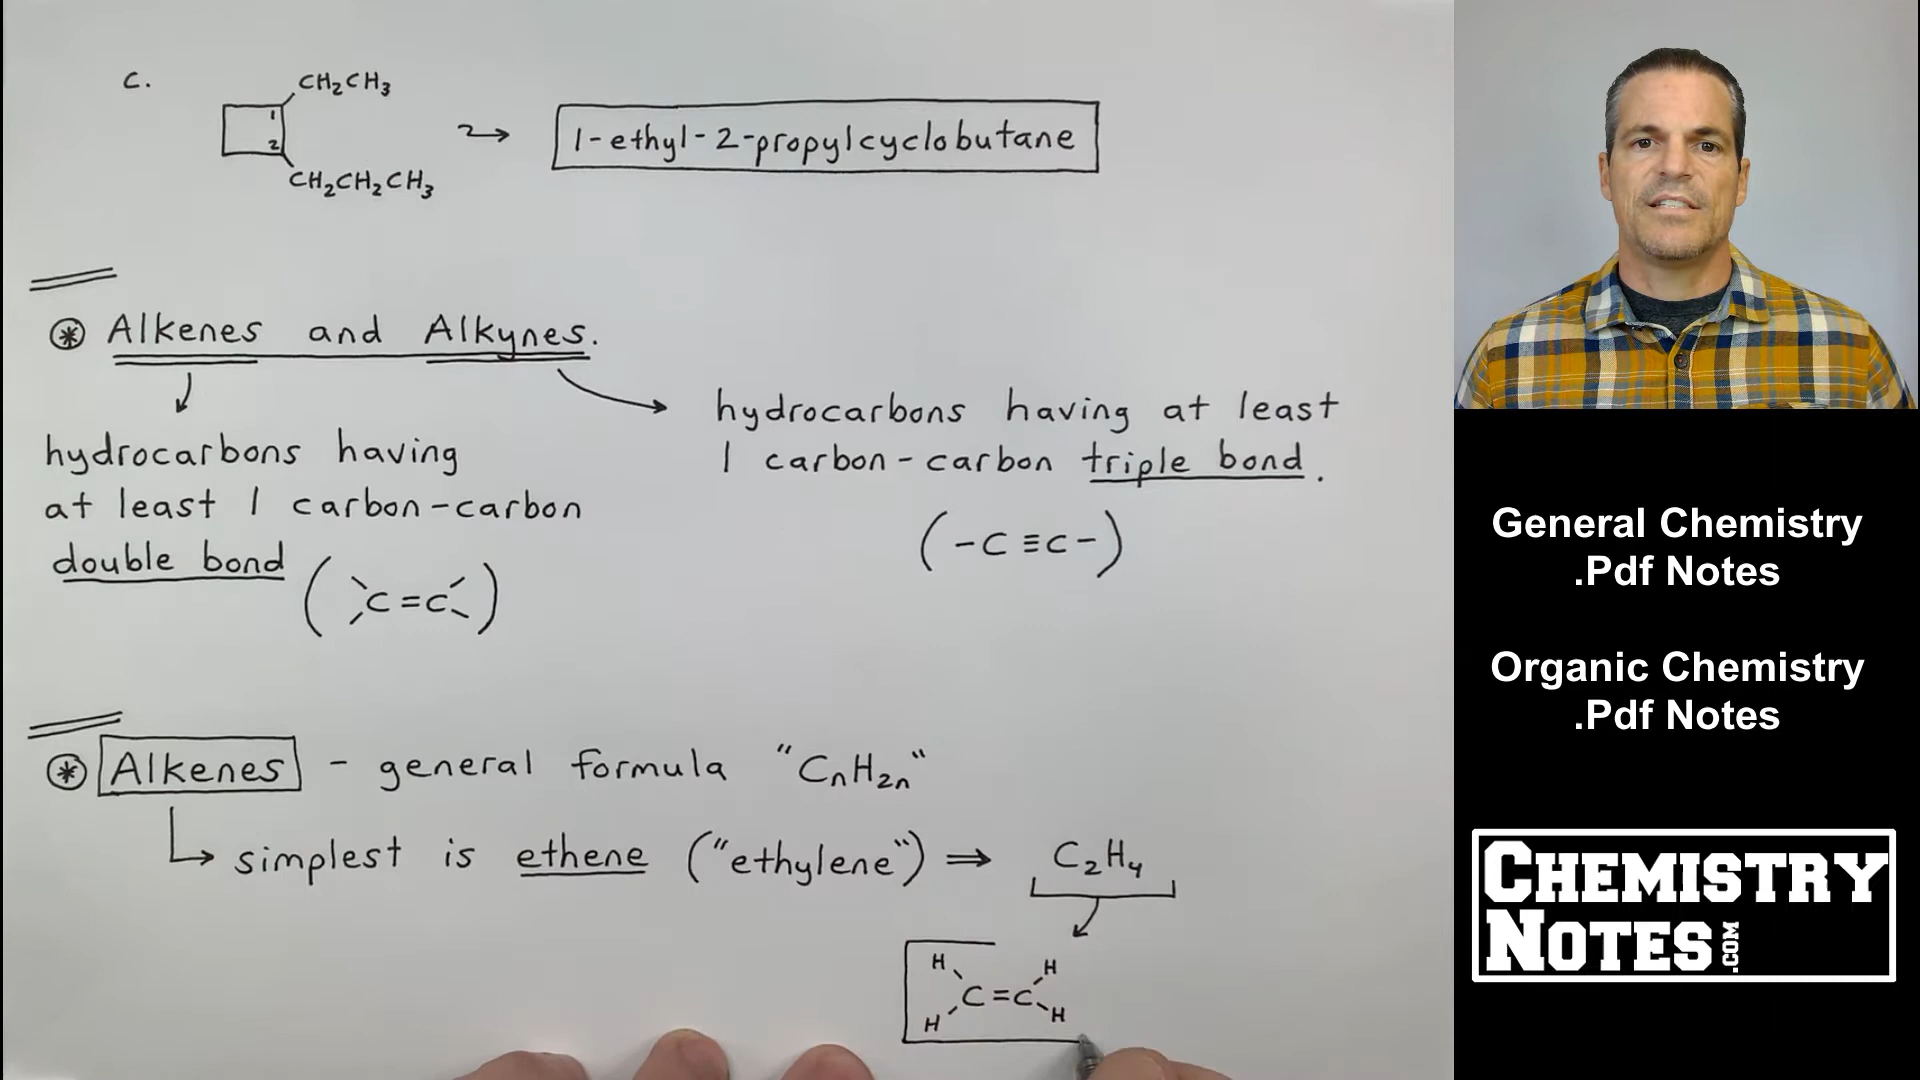 c.
CH₂CH₃
1
2
CH₂CH₂CH₃
1-ethyl-2-propylcyclobutane
⊛ Alkenes and Alkynes.
hydrocarbons having
at least 1 carbon-carbon
double bond ( >C=C< )
hydrocarbons having at least
1 carbon-carbon triple bond.
(-C≡C-)
⊛ Alkenes - general formula "CnH2n"
simplest is ethene ("ethylene") ⇒ C₂H₄
H H
C=C
H H
General Chemistry
.Pdf Notes
Organic Chemistry
.Pdf Notes
CHEMISTRY
NOTES.COM